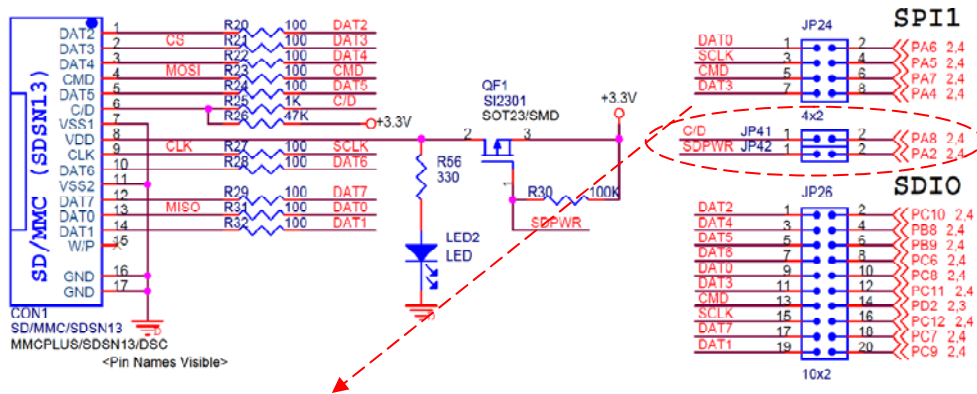 SD/MMC (SDSN13)
DAT2 1 R20 100 DAT2
DAT3 2 CS R21 100 DAT3
DAT4 3 R22 100 DAT4
CMD 4 MOSI R23 100 CMD
DAT5 5 R24 100 DAT5
C/D 6 R25 1K C/D
VSS1 7 R26 47K +3.3V
VDD 8
CLK 9 CLK R27 100 SCLK
DAT6 10 R28 100 DAT6
VSS2 11
DAT7 12 R29 100 DAT7
DAT0 13 MISO R31 100 DAT0
DAT1 14 R32 100 DAT1
W/P 15
GND 16
GND 17
CON1
SD/MMC/SDSN13
MMCPLUS/SDSN13/DSC
<Pin Names Visible>
R56
330
LED2
LED
QF1
SI2301
SOT23/SMD
2 3
1
+3.3V
R30 100K
SDPWR
SPI1
JP24
DAT0 1 2 PA6 2,4
SCLK 3 4 PA5 2,4
CMD 5 6 PA7 2,4
DAT3 7 8 PA4 2,4
4x2
C/D JP41 1 2 PA8 2,4
SDPWR JP42 1 2 PA2 2,4
SDIO
JP26
DAT2 1 2 PC10 2,4
DAT4 3 4 PB8 2,4
DAT5 5 6 PB9 2,4
DAT6 7 8 PC6 2,4
DAT0 9 10 PC8 2,4
DAT3 11 12 PC11 2,4
CMD 13 14 PD2 2,3
SCLK 15 16 PC12 2,4
DAT7 17 18 PC7 2,4
DAT1 19 20 PC9 2,4
10x2